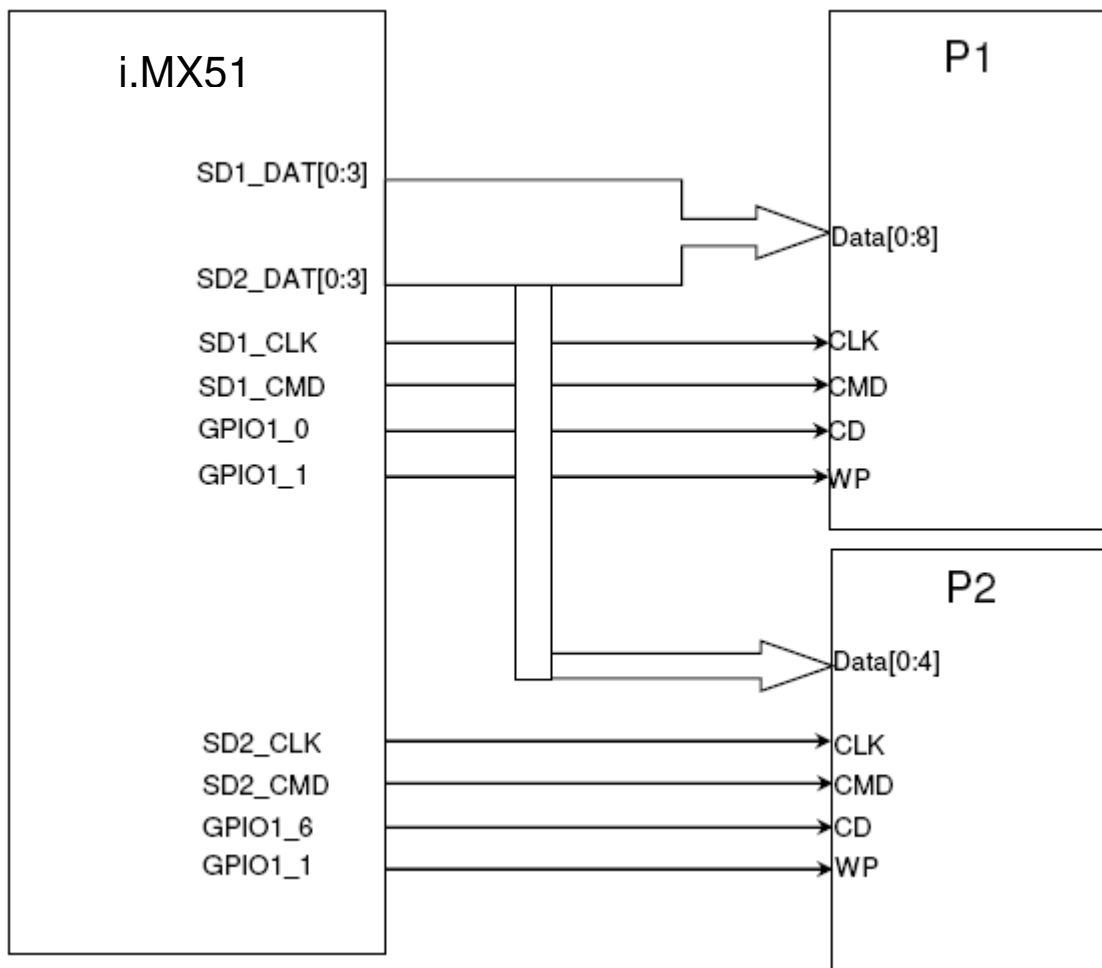 i.MX51
SD1_DAT[0:3]
SD2_DAT[0:3]
SD1_CLK
SD1_CMD
GPIO1_0
GPIO1_1
SD2_CLK
SD2_CMD
GPIO1_6
GPIO1_1
P1
Data[0:8]
CLK
CMD
CD
WP
P2
Data[0:4]
CLK
CMD
CD
WP